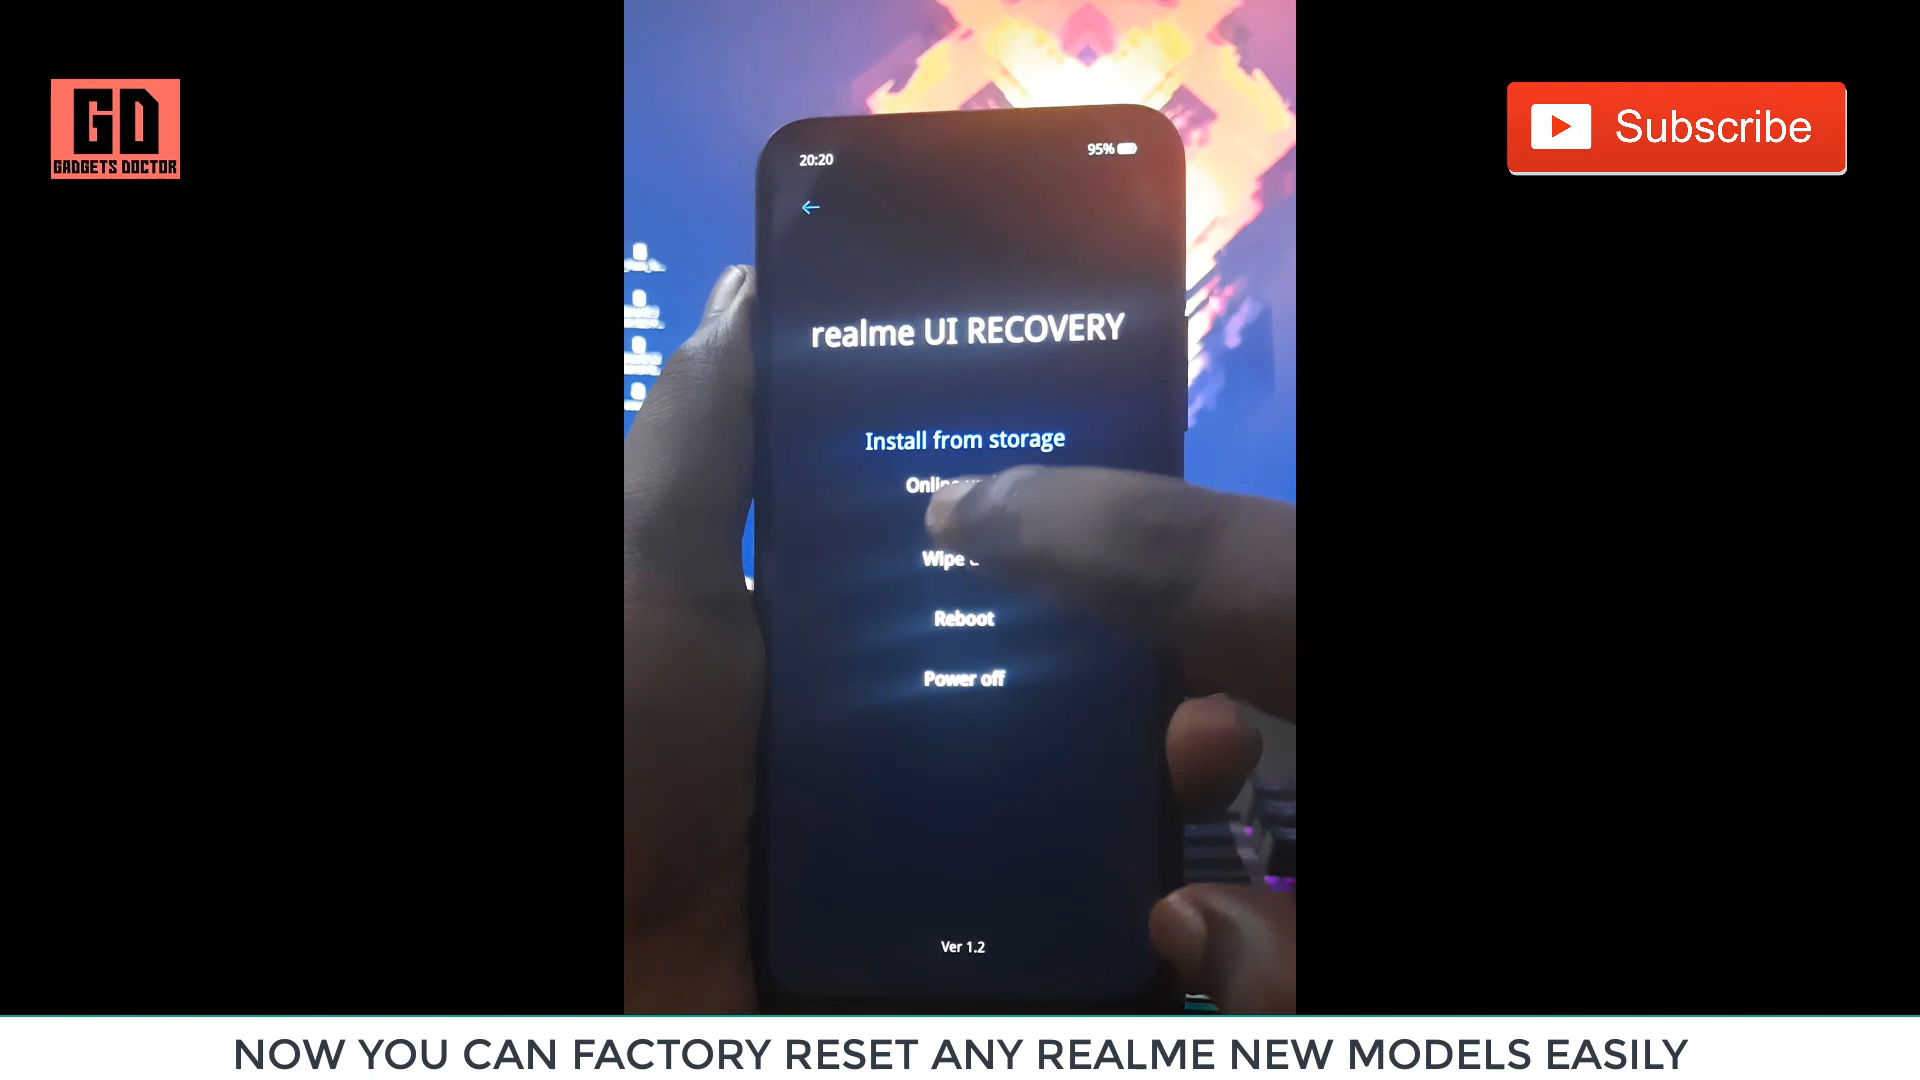 GD
GADGETS DOCTOR
Subscribe
20:20
95%
realme UI RECOVERY
Install from storage
Wipe
Reboot
Power off
Ver 1.2
NOW YOU CAN FACTORY RESET ANY REALME NEW MODELS EASILY